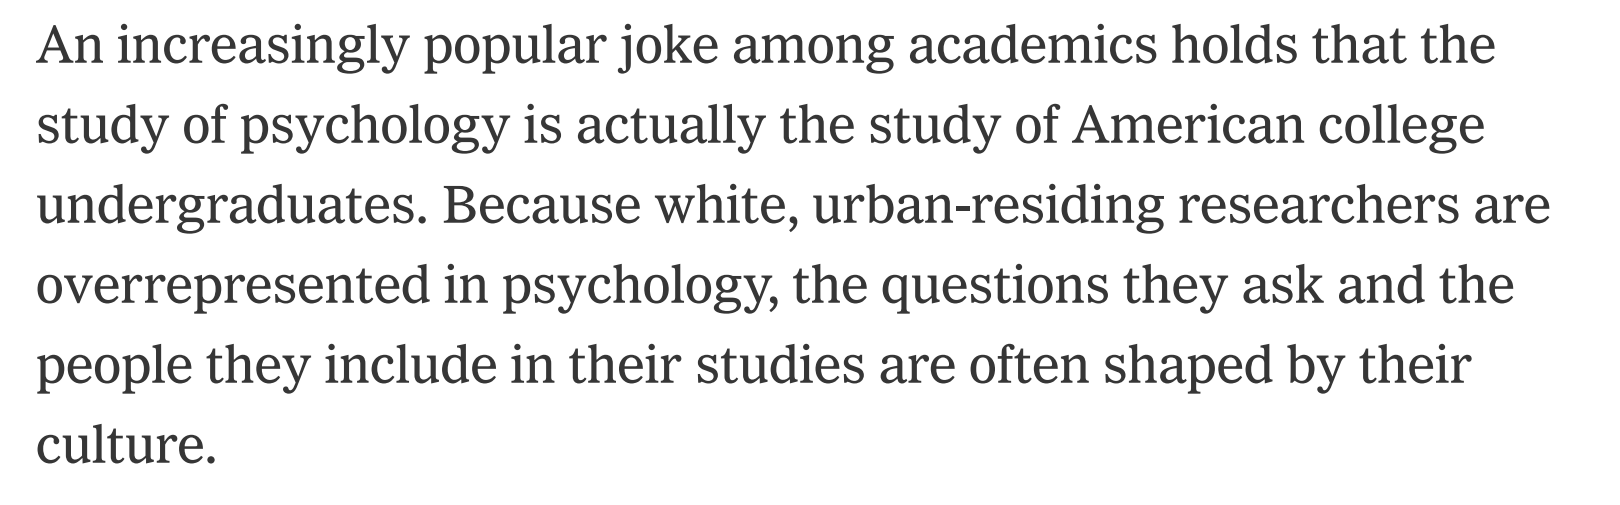 An increasingly popular joke among academics holds that the
study of psychology is actually the study of American college
undergraduates. Because white, urban-residing researchers are
overrepresented in psychology, the questions they ask and the
people they include in their studies are often shaped by their
culture.